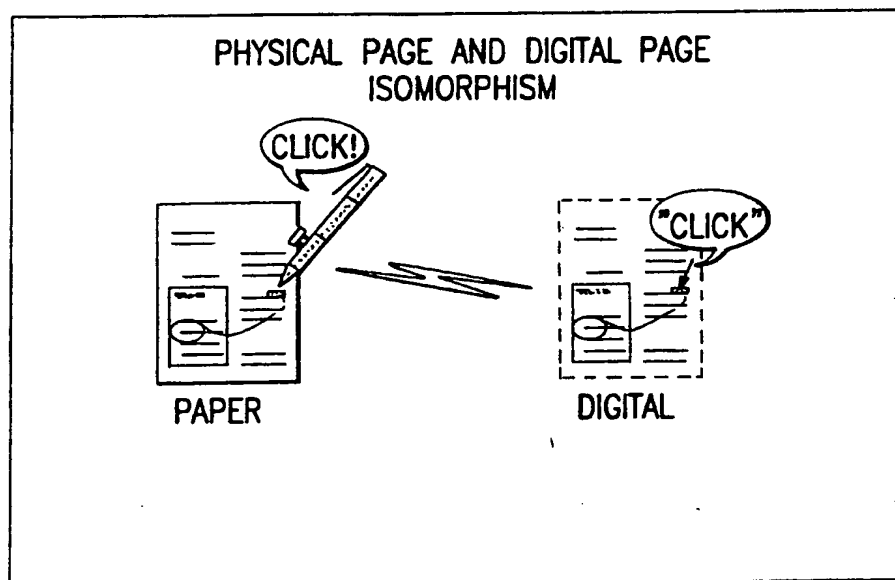 PHYSICAL PAGE AND DIGITAL PAGE
ISOMORPHISM
CLICK!
"CLICK"
PAPER
DIGITAL